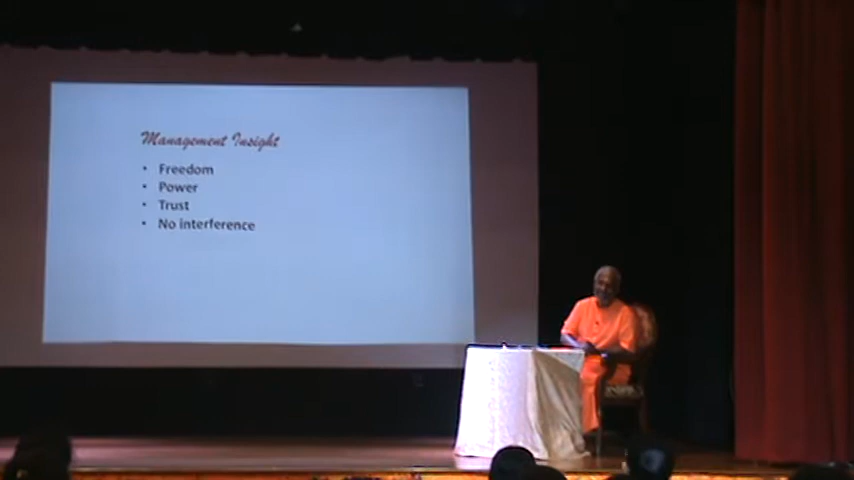 Management Insight
• Freedom
• Power
• Trust
• No interference